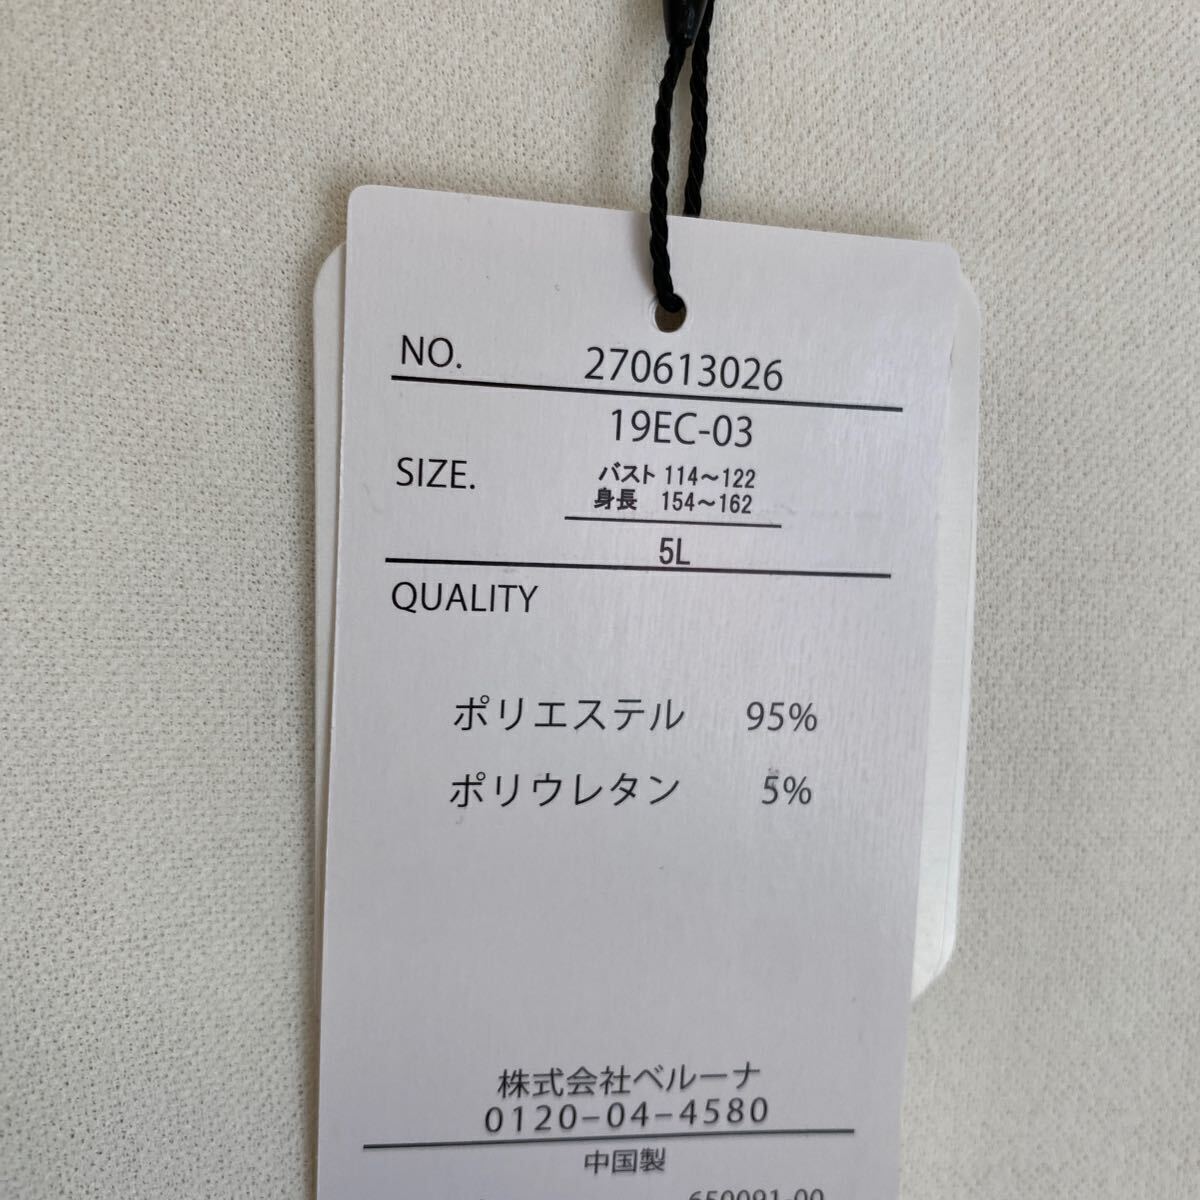 NO. 270613026
19EC-03
SIZE. バスト 114～122
身長 154～162
5L
QUALITY
ポリエステル 95%
ポリウレタン 5%
株式会社ベルーナ
0120-04-4580
中国製
650091-00